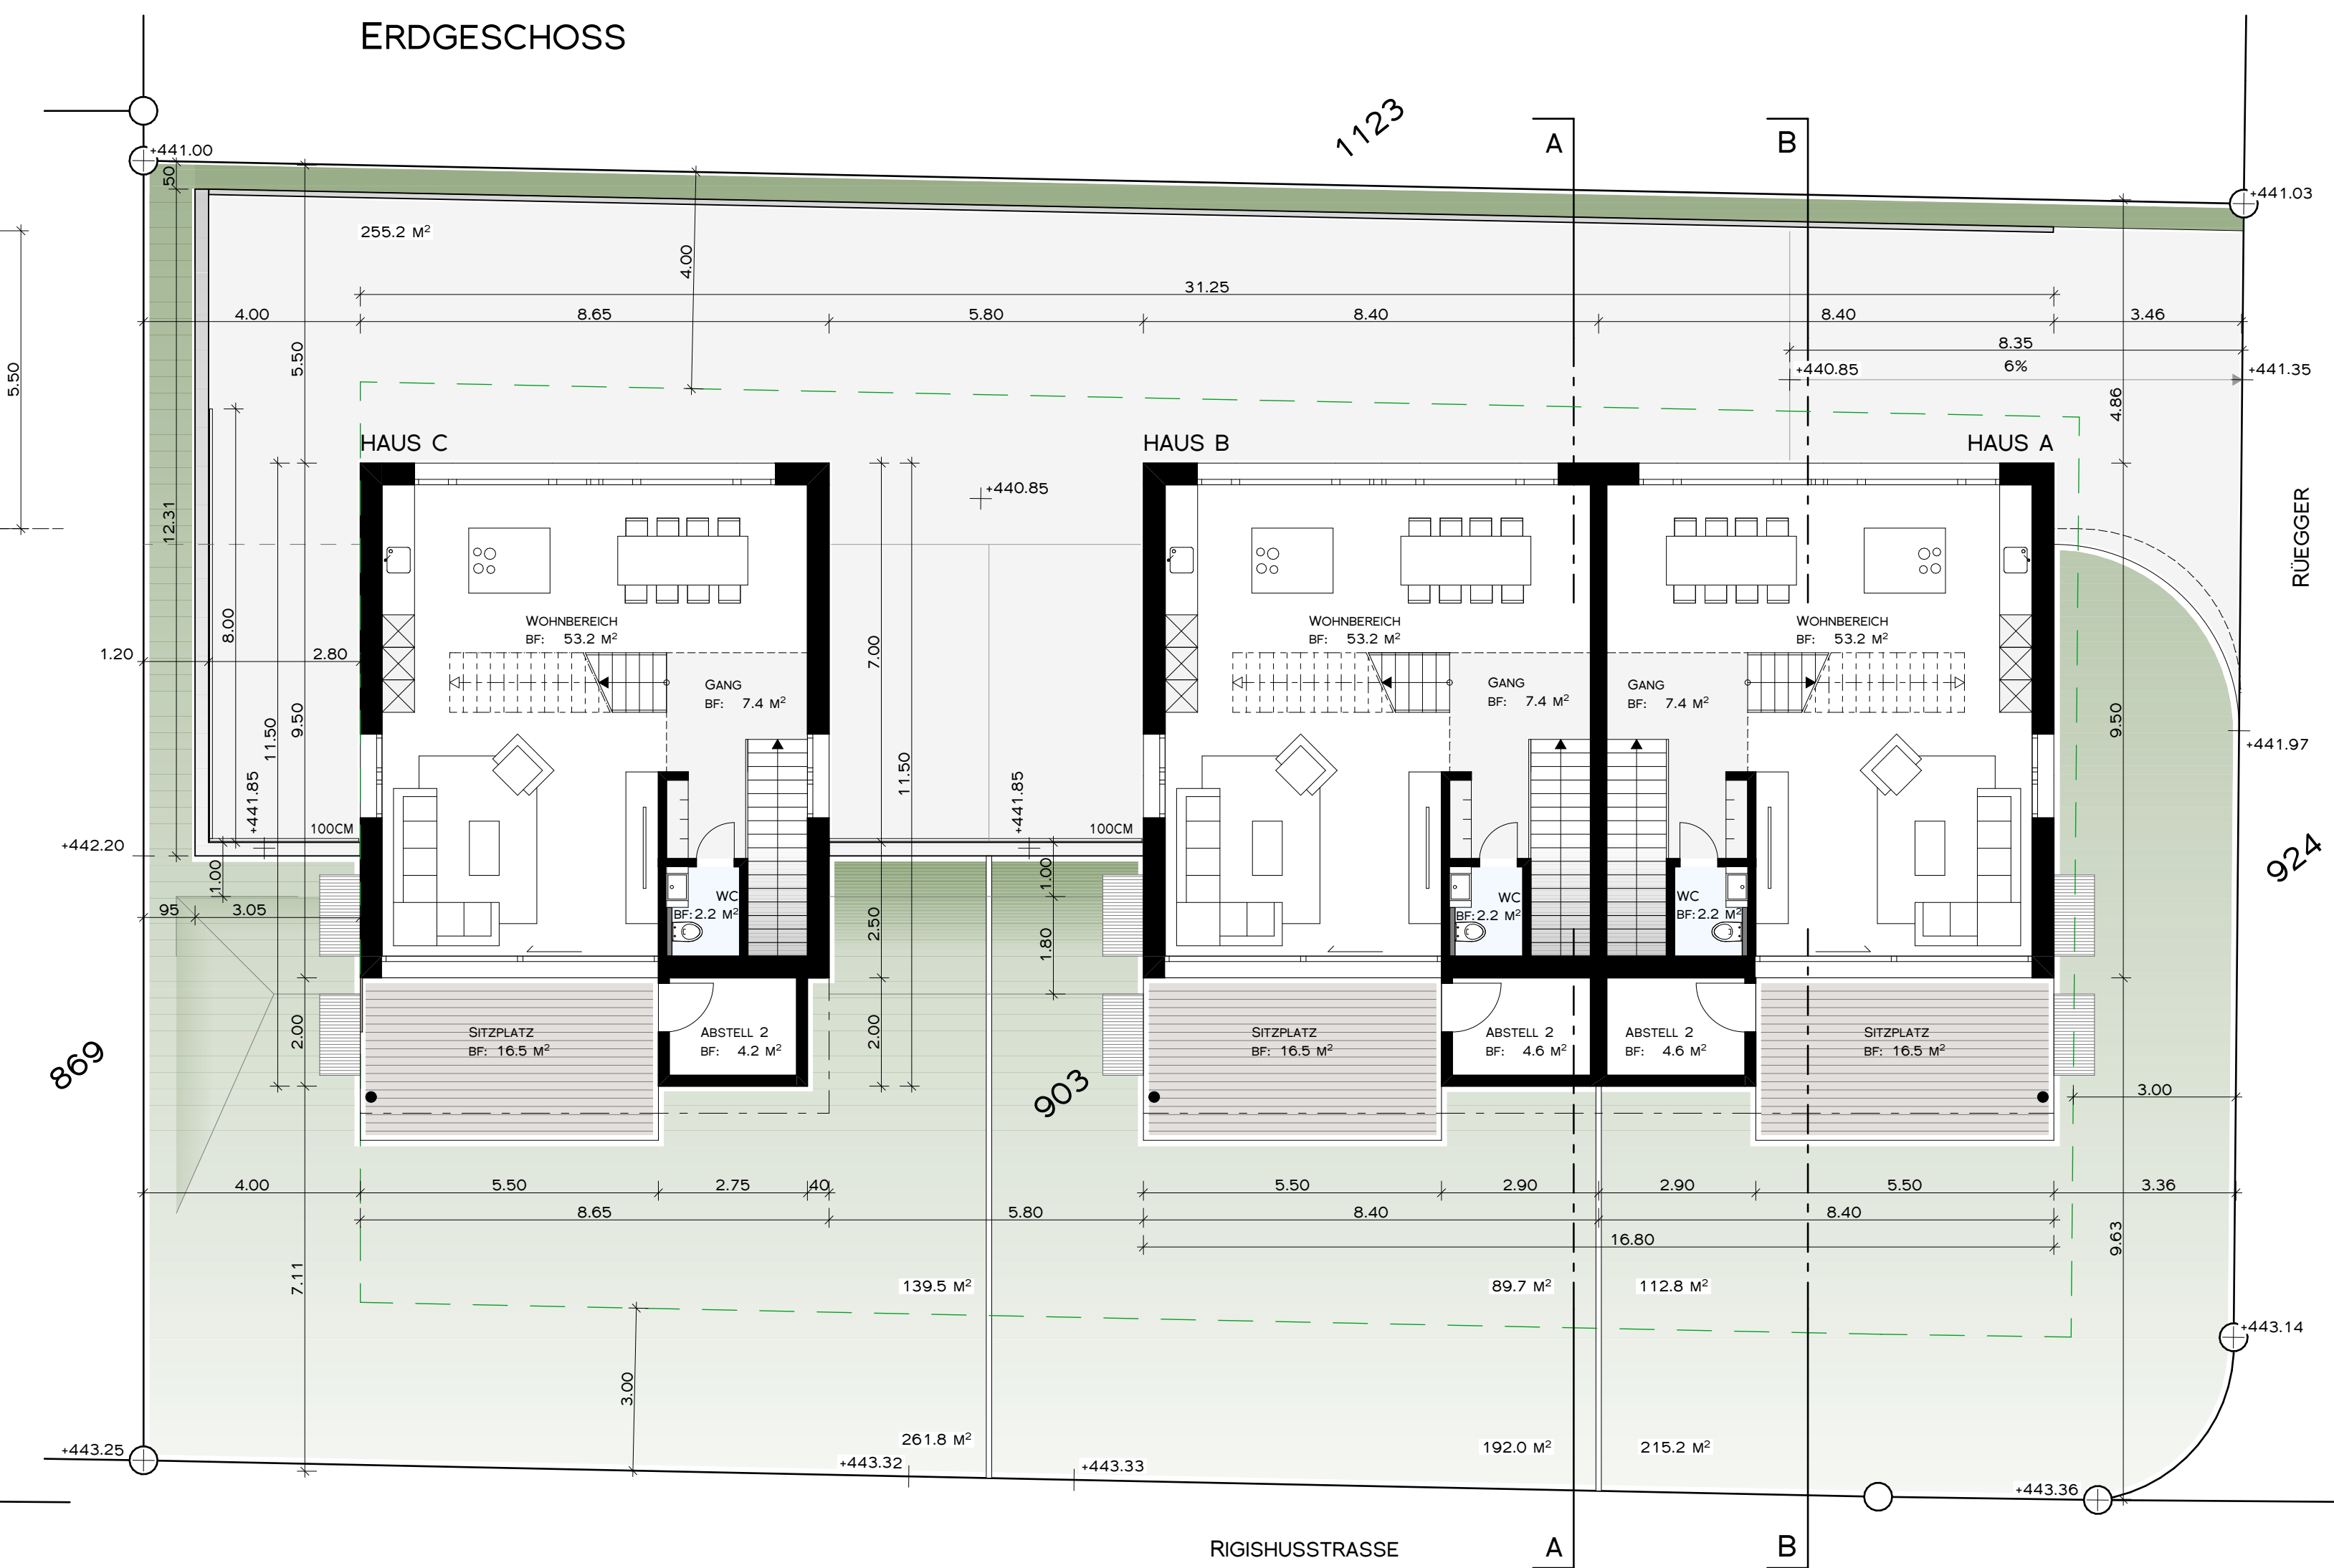 ERDGESCHOSS
1123
A
B
+441.00
50
+441.03
255.2 M²
4.00
31.25
4.00
8.65
5.80
8.40
8.40
3.46
5.50
5.50
8.35
6%
+440.85
+441.35
4.86
HAUS C
HAUS B
HAUS A
+440.85
RÜEGGER
12.31
8.00
1.20
2.80
WOHNBEREICH
BF: 53.2 M²
GANG
BF: 7.4 M²
7.00
WOHNBEREICH
BF: 53.2 M²
GANG
BF: 7.4 M²
WOHNBEREICH
BF: 53.2 M²
GANG
BF: 7.4 M²
11.50
9.50
11.50
9.50
+441.97
+441.85
+441.85
100CM
100CM
+442.20
924
1.00
1.00
95
3.05
WC
BF: 2.2 M²
2.50
1.80
WC
BF: 2.2 M²
WC
BF: 2.2 M²
869
2.00
SITZPLATZ
BF: 16.5 M²
ABSTELL 2
BF: 4.2 M²
2.00
903
SITZPLATZ
BF: 16.5 M²
ABSTELL 2
BF: 4.6 M²
ABSTELL 2
BF: 4.6 M²
SITZPLATZ
BF: 16.5 M²
3.00
4.00
5.50
2.75
40
5.50
2.90
2.90
5.50
3.36
8.65
5.80
8.40
8.40
16.80
9.63
7.11
139.5 M²
89.7 M²
112.8 M²
+443.14
3.00
261.8 M²
192.0 M²
215.2 M²
+443.25
+443.32
+443.33
+443.36
RIGISHUSSTRASSE
A
B